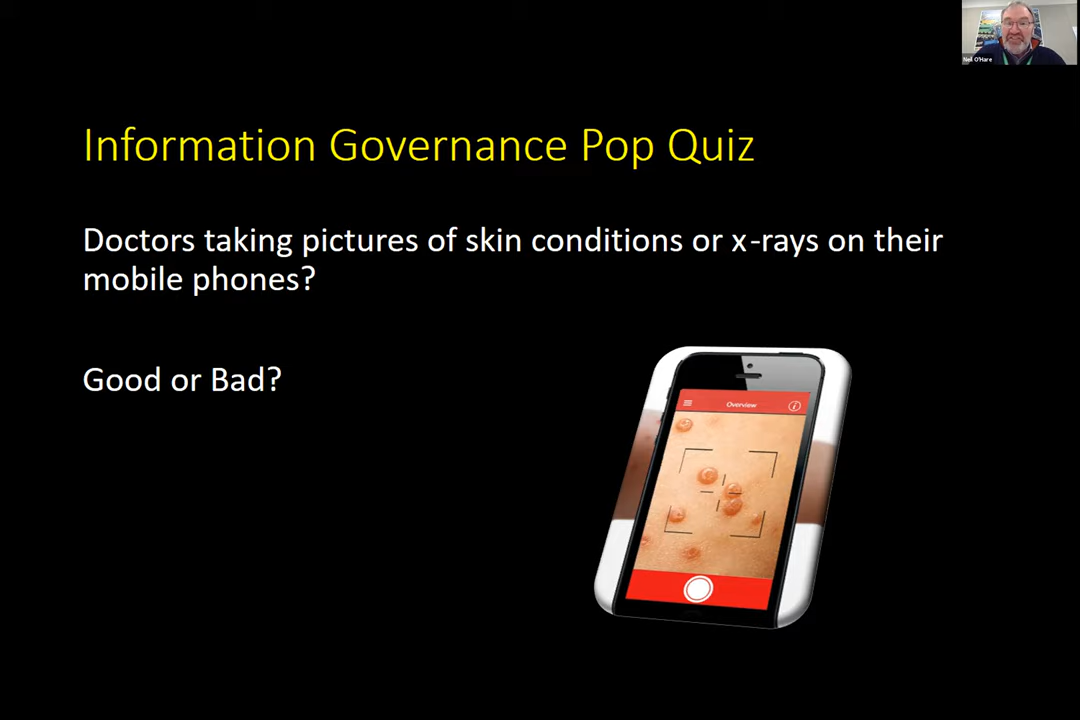 Neil O'Hare
Information Governance Pop Quiz
Doctors taking pictures of skin conditions or x-rays on their
mobile phones?
Good or Bad?
Overview